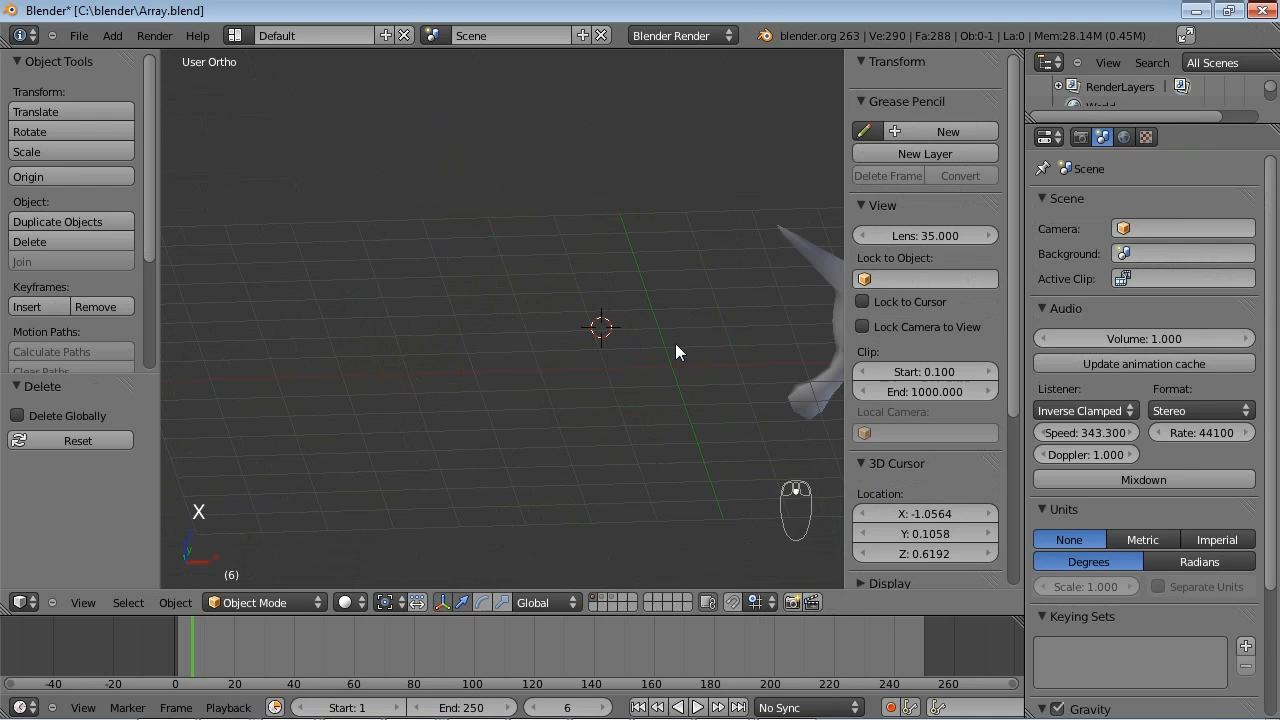 Blender* [C:\blender\Array.blend]
File Add Render Help Default Scene Blender Render blender.org 263 | Ve:290 | Fa:288 | Ob:0-1 | La:0 | Mem:28.14M (0.45M)
Object Tools
Transform:
Translate
Rotate
Scale
Origin
Object:
Duplicate Objects
Delete
Join
Keyframes:
Insert Remove
Motion Paths:
Calculate Paths
Clear Paths
Delete
Delete Globally
Reset
User Ortho
X
z
y
x
(6)
Transform
Grease Pencil
New
New Layer
Delete Frame Convert
View
Lens: 35.000
Lock to Object:
Lock to Cursor
Lock Camera to View
Clip:
Start: 0.100
End: 1000.000
Local Camera:
3D Cursor
Location:
X: -1.0564
Y: 0.1058
Z: 0.6192
Display
View Search All Scenes
RenderLayers
World
Scene
Scene
Camera:
Background:
Active Clip:
Audio
Volume: 1.000
Update animation cache
Listener: Format:
Inverse Clamped Stereo
Speed: 343.300 Rate: 44100
Doppler: 1.000
Mixdown
Units
None Metric Imperial
Degrees Radians
Scale: 1.000 Separate Units
Keying Sets
Gravity
View Select Object Object Mode Global
-40 -20 0 20 40 60 80 100 120 140 160 180 200 220 240 260
View Marker Frame Playback Start: 1 End: 250 6 No Sync